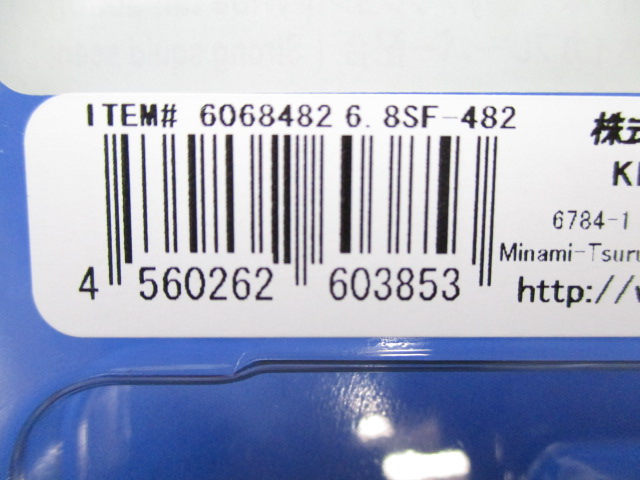 ITEM# 6068482 6.8SF-482
4 560262 603853
株式
K
6784-1
Minami-Tsuru
http://